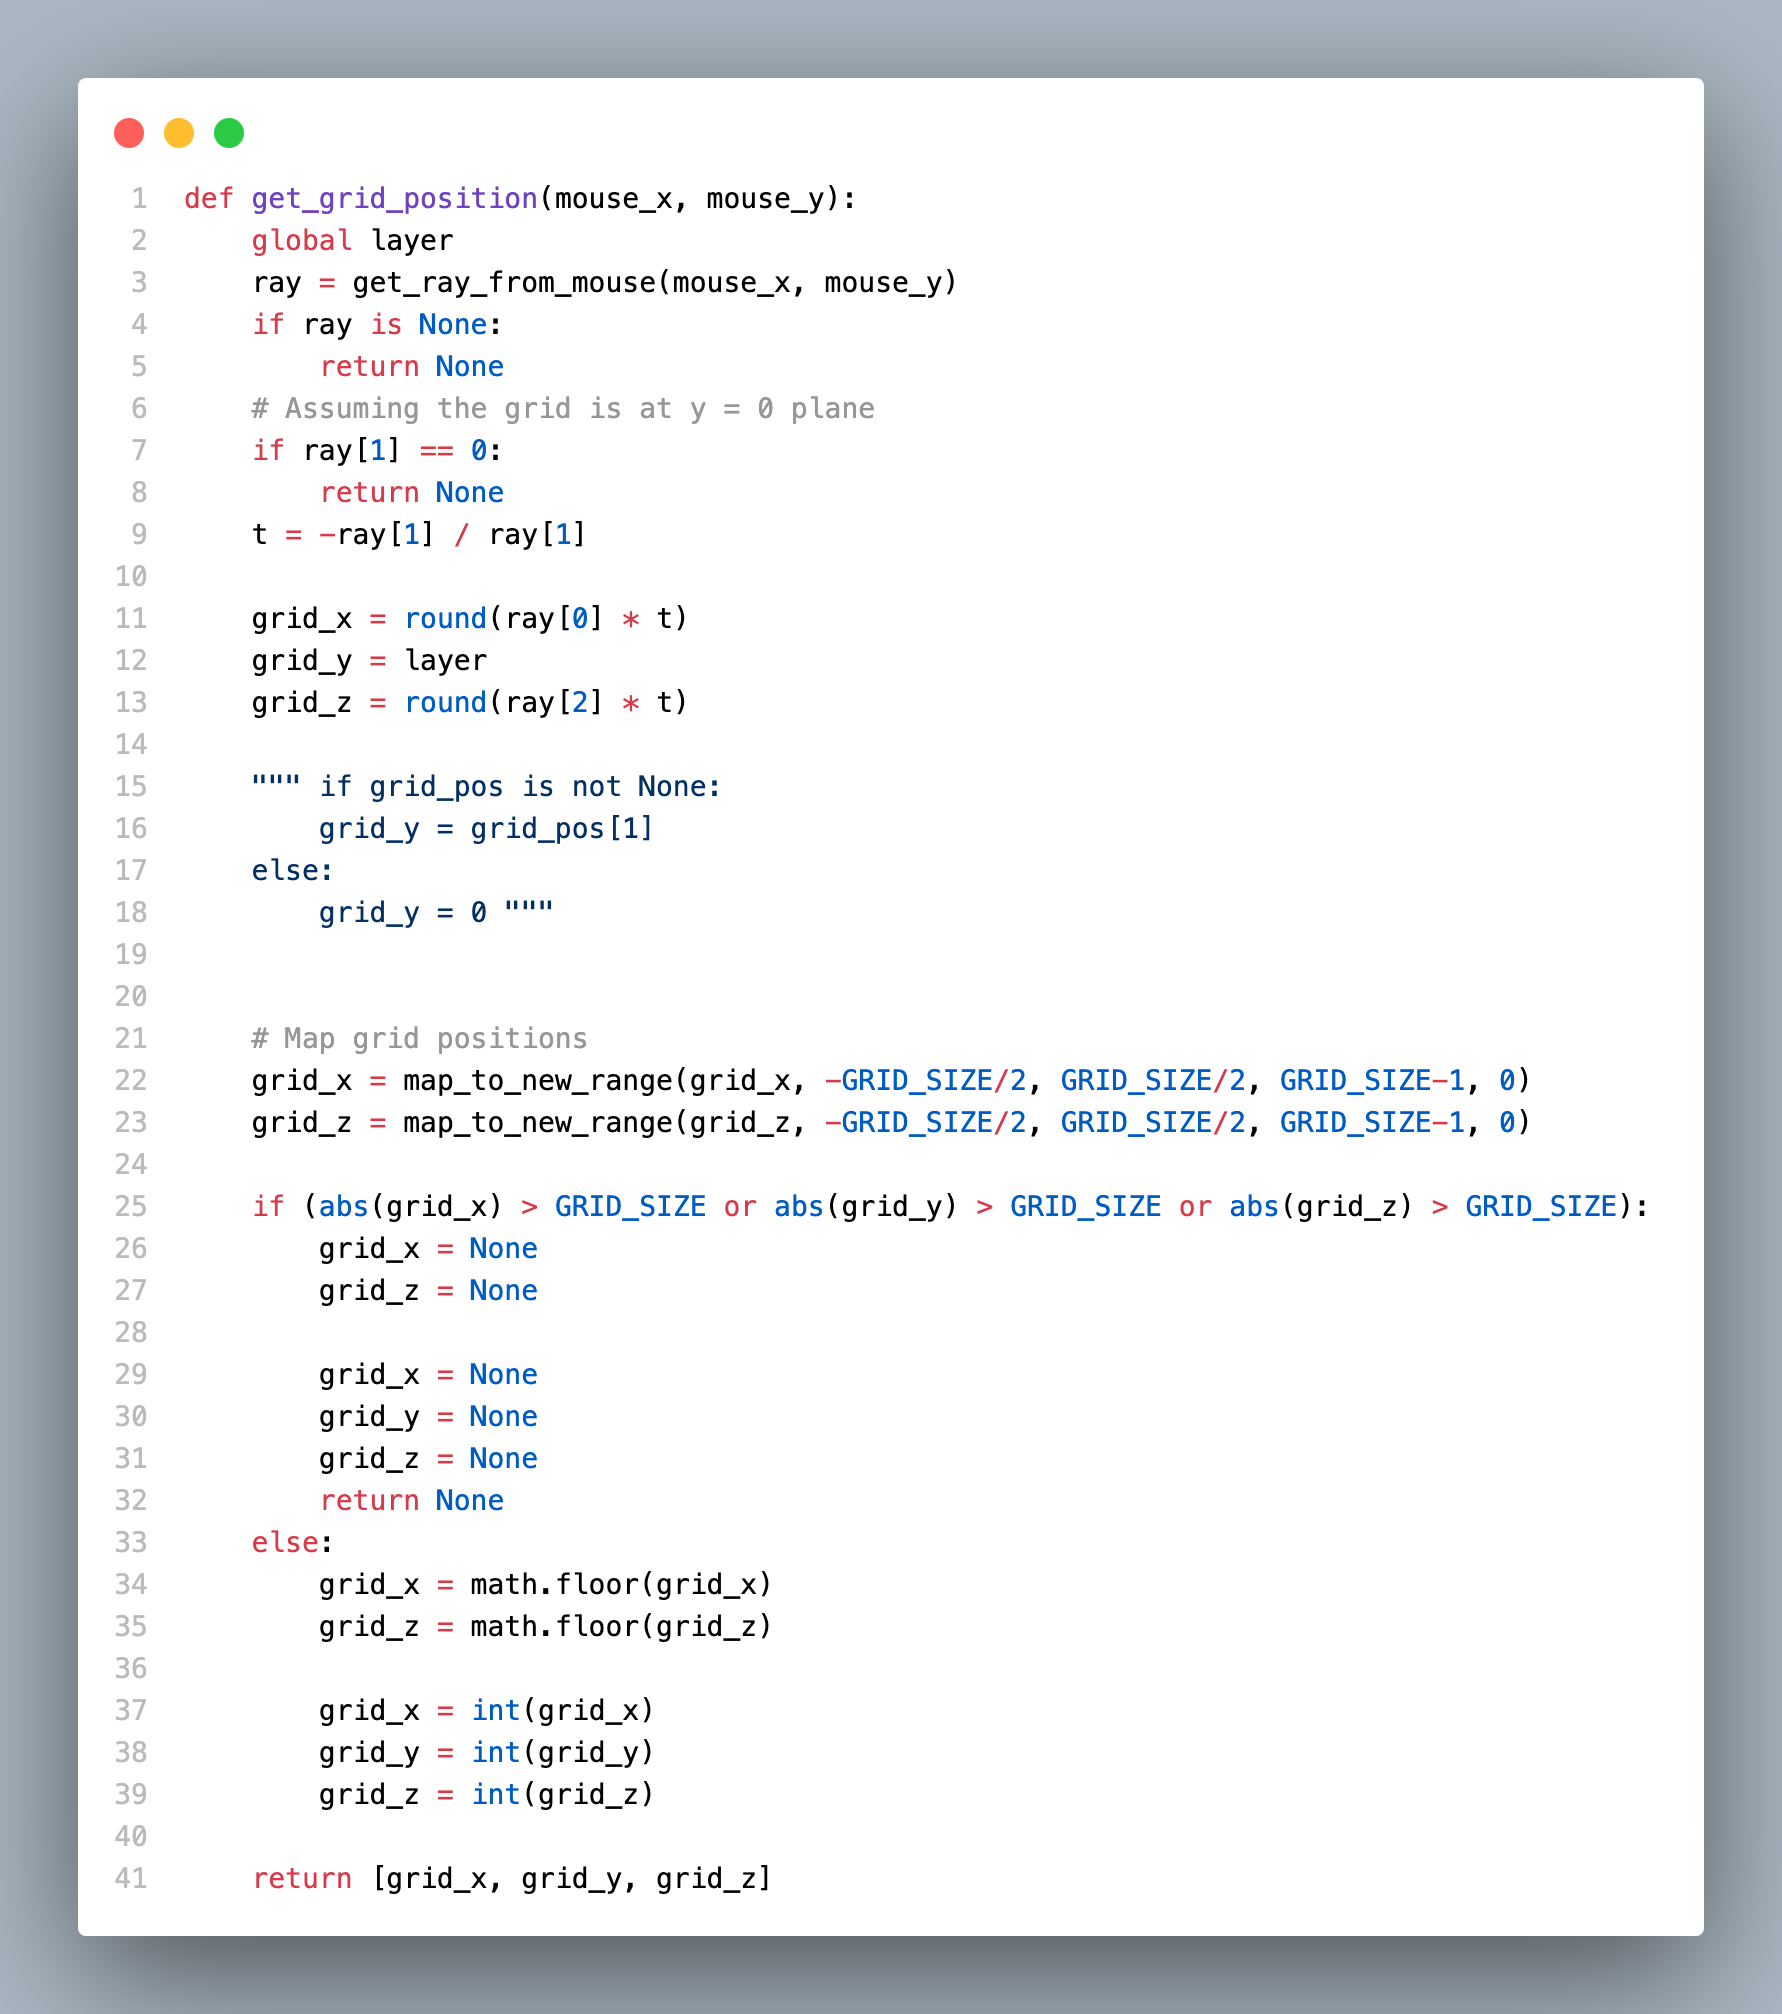 1 def get_grid_position(mouse_x, mouse_y):
2     global layer
3     ray = get_ray_from_mouse(mouse_x, mouse_y)
4     if ray is None:
5         return None
6     # Assuming the grid is at y = 0 plane
7     if ray[1] == 0:
8         return None
9     t = -ray[1] / ray[1]
10
11     grid_x = round(ray[0] * t)
12     grid_y = layer
13     grid_z = round(ray[2] * t)
14
15     """ if grid_pos is not None:
16         grid_y = grid_pos[1]
17     else:
18         grid_y = 0 """
19
20
21     # Map grid positions
22     grid_x = map_to_new_range(grid_x, -GRID_SIZE/2, GRID_SIZE/2, GRID_SIZE-1, 0)
23     grid_z = map_to_new_range(grid_z, -GRID_SIZE/2, GRID_SIZE/2, GRID_SIZE-1, 0)
24
25     if (abs(grid_x) > GRID_SIZE or abs(grid_y) > GRID_SIZE or abs(grid_z) > GRID_SIZE):
26         grid_x = None
27         grid_z = None
28
29         grid_x = None
30         grid_y = None
31         grid_z = None
32         return None
33     else:
34         grid_x = math.floor(grid_x)
35         grid_z = math.floor(grid_z)
36
37         grid_x = int(grid_x)
38         grid_y = int(grid_y)
39         grid_z = int(grid_z)
40
41     return [grid_x, grid_y, grid_z]